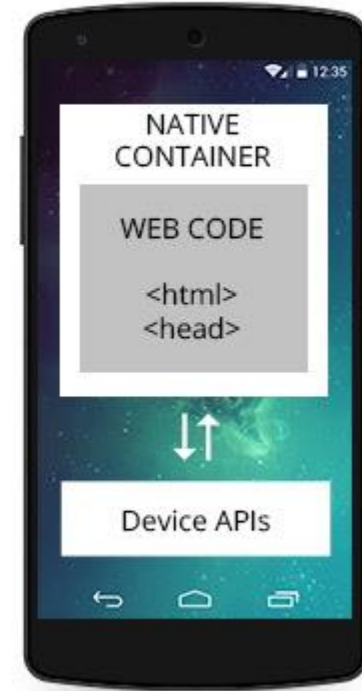 12:35
NATIVE
CONTAINER
WEB CODE
<html>
<head>
Device APIs